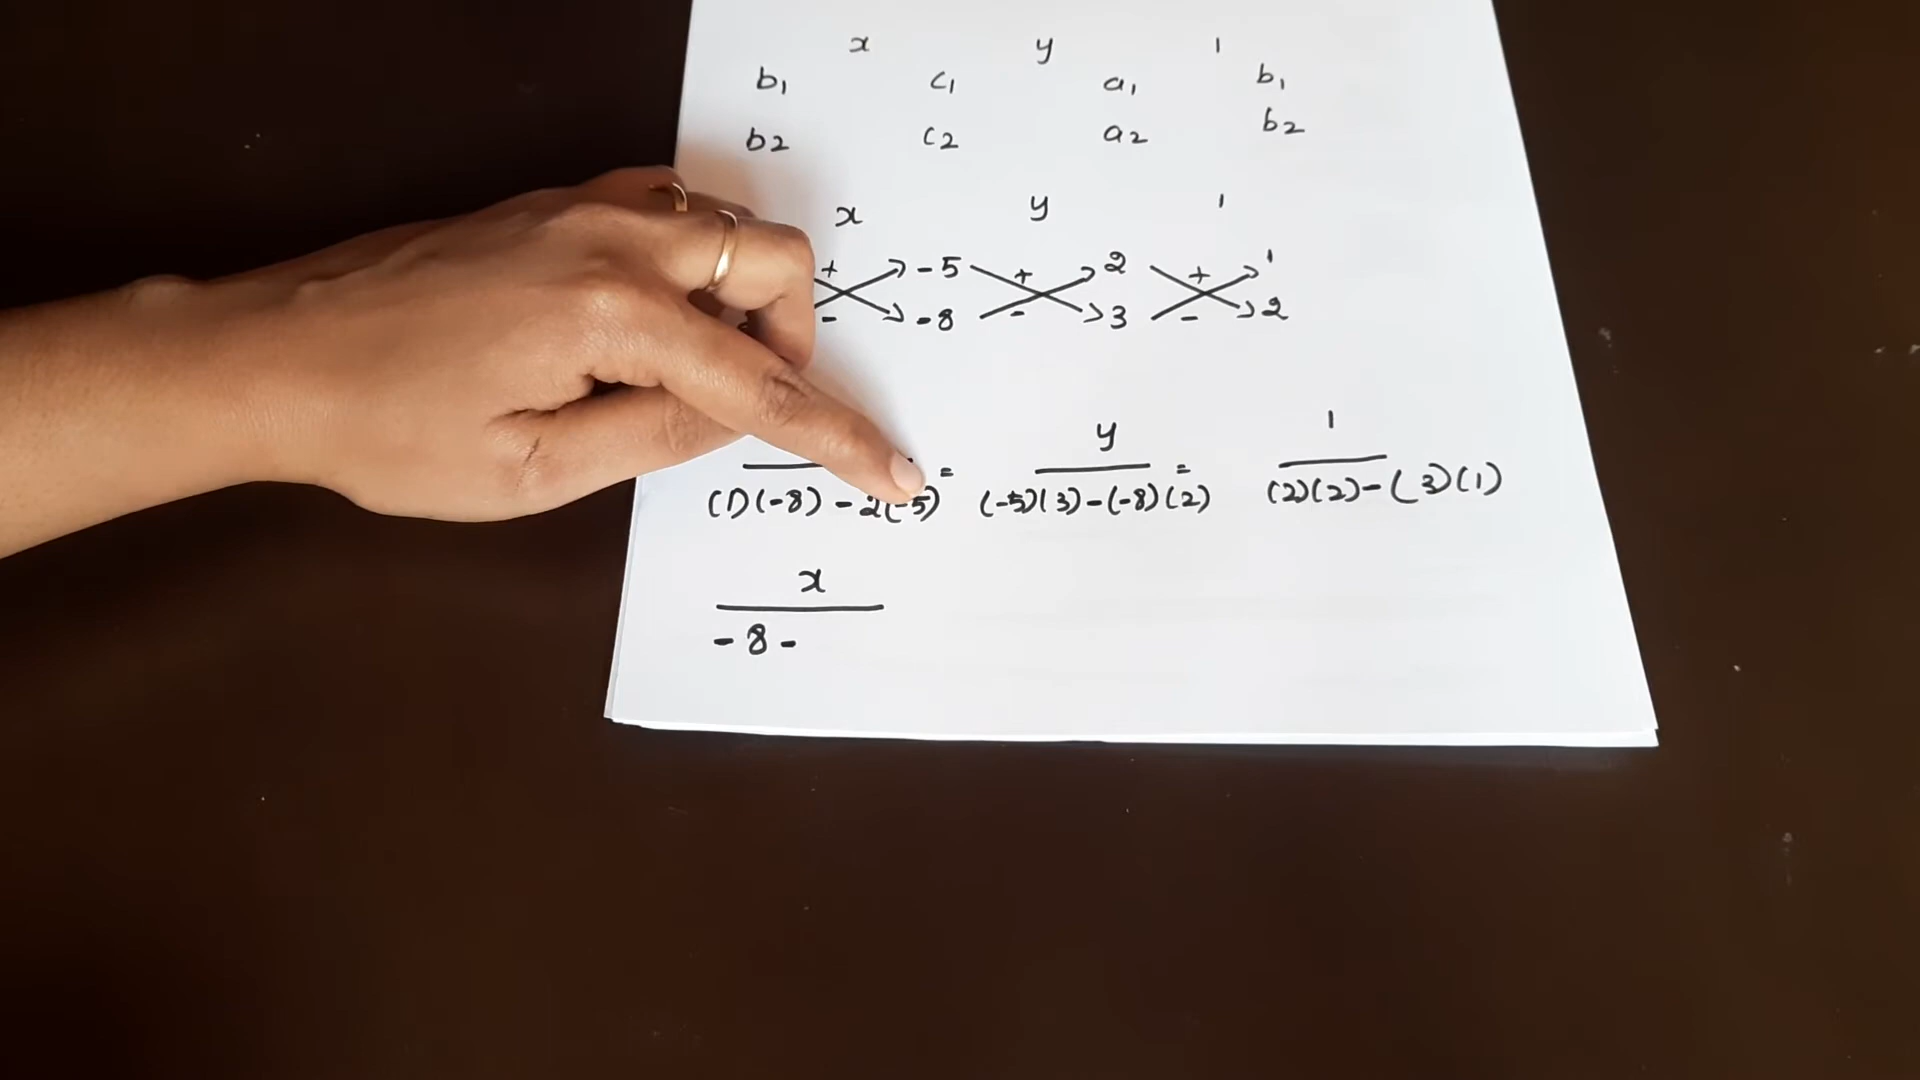 x y 1
b1 c1 a1 b1
b2 c2 a2 b2
x y 1
+ -5 + 2 + 1
- -8 - 3 - 2
y 1
= =
(1)(-8) - 2(-5) (-5)(3)-(-8)(2) (2)(2)-(3)(1)
x
-8-